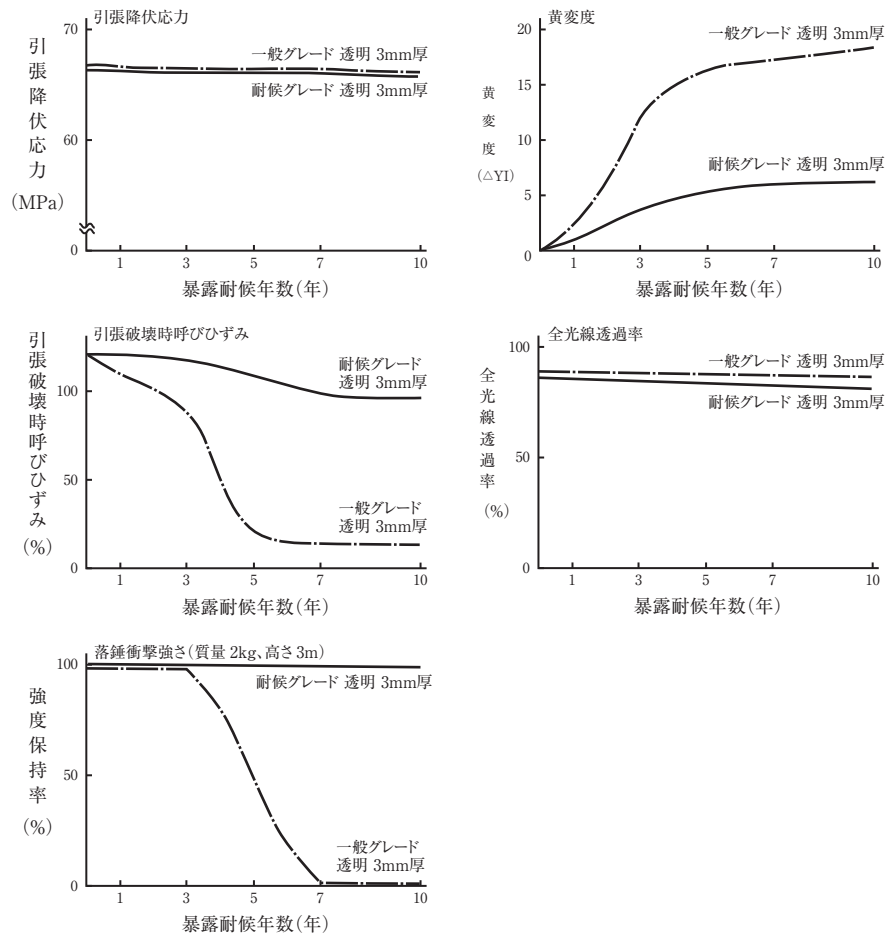 引張降伏応力
引張降伏応力
(MPa)
70
60
0
一般グレード 透明 3mm厚
耐候グレード 透明 3mm厚
1 3 5 7 10
暴露耐候年数(年)
黄変度
黄変度
(△YI)
20
15
10
5
0
一般グレード 透明 3mm厚
耐候グレード 透明 3mm厚
1 3 5 7 10
暴露耐候年数(年)
引張破壊時呼びひずみ
引張破壊時呼びひずみ
(%)
100
50
0
耐候グレード
透明 3mm厚
一般グレード
透明 3mm厚
1 3 5 7 10
暴露耐候年数(年)
全光線透過率
全光線透過率
(%)
100
50
0
一般グレード 透明 3mm厚
耐候グレード 透明 3mm厚
1 3 5 7 10
暴露耐候年数(年)
落錘衝撃強さ(質量 2kg、高さ 3m)
強度保持率
(%)
100
50
0
耐候グレード 透明 3mm厚
一般グレード
透明 3mm厚
1 3 5 7 10
暴露耐候年数(年)